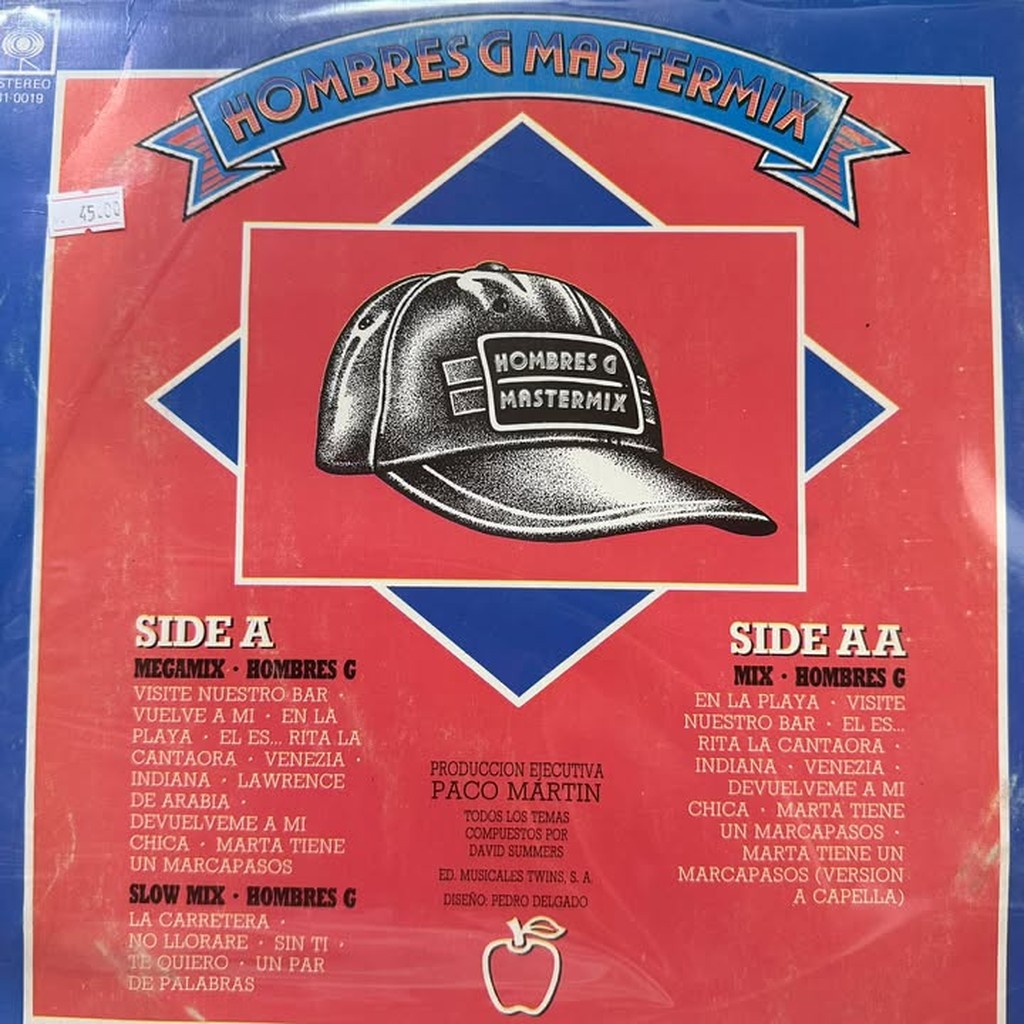 STEREO
HOMBRES G MASTERMIX
45.00
HOMBRES G
MASTERMIX
SIDE A
MEGAMIX · HOMBRES G
VISITE NUESTRO BAR ·
VUELVE A MI · EN LA
PLAYA · EL ES... RITA LA
CANTAORA · VENEZIA ·
INDIANA · LAWRENCE
DE ARABIA ·
DEVUELVEME A MI
CHICA · MARTA TIENE
UN MARCAPASOS
SLOW MIX · HOMBRES G
LA CARRETERA ·
NO LLORARE · SIN TI ·
TE QUIERO · UN PAR
DE PALABRAS
PRODUCCION EJECUTIVA
PACO MÁRTIN
TODOS LOS TEMAS
COMPUESTOS POR
DAVID SUMMERS
ED. MUSICALES TWINS, S. A.
DISEÑO: PEDRO DELGADO
SIDE AA
MIX · HOMBRES G
EN LA PLAYA · VISITE
NUESTRO BAR · EL ES...
RITA LA CANTAORA ·
INDIANA · VENEZIA ·
DEVUELVEME A MI
CHICA · MARTA TIENE
UN MARCAPASOS ·
MARTA TIENE UN
MARCAPASOS (VERSION
A CAPELLA)